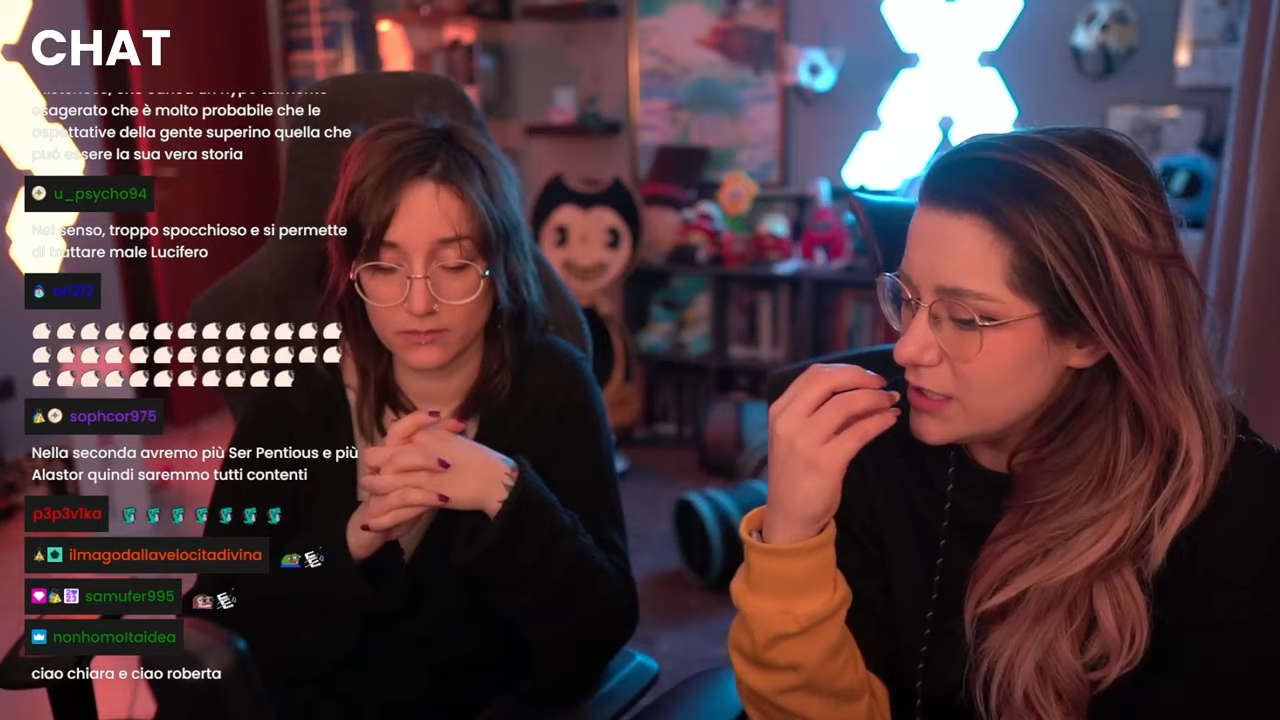 CHAT
esagerato che è molto probabile che le
aspettative della gente superino quella che
può essere la sua vera storia
u_psycho94
Nel senso, troppo spocchioso e si permette
di trattare male Lucifero
ori212
sophcor975
Nella seconda avremo più Ser Pentious e più
Alastor quindi saremmo tutti contenti
p3p3v1ka
ilmagodallavelocitadivina
samufer995
nonhomoltaidea
ciao chiara e ciao roberta